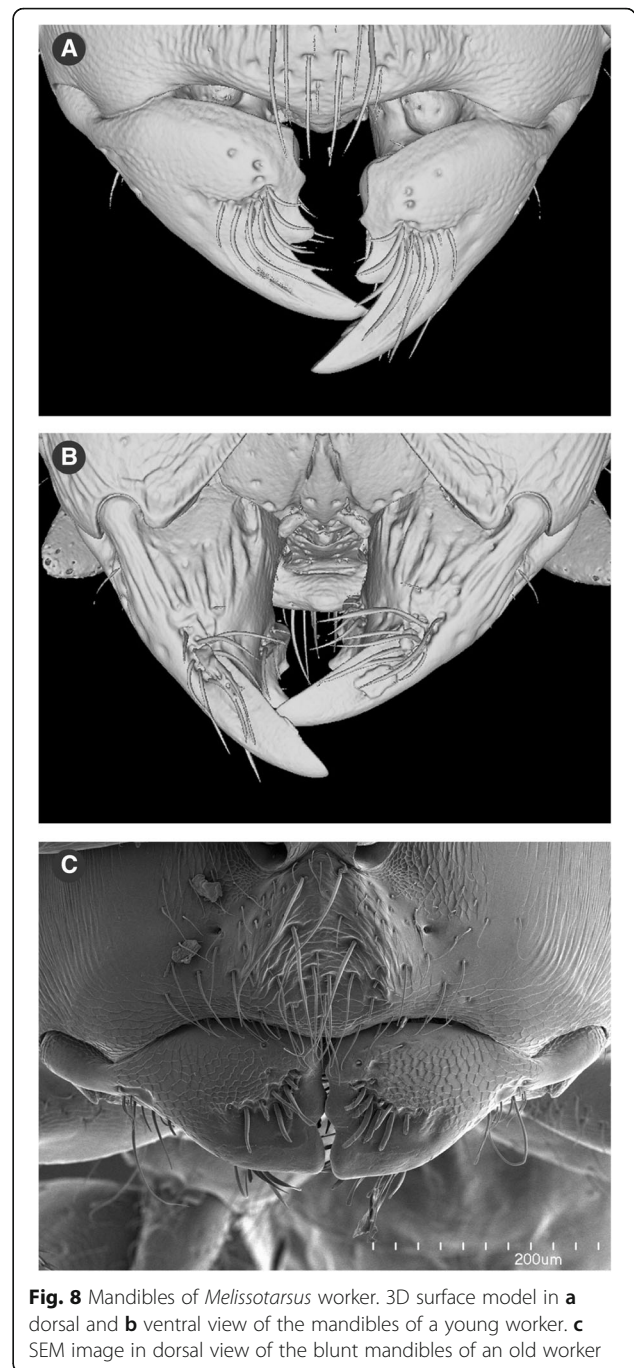 A
B
C
200um
Fig. 8 Mandibles of Melissotarsus worker. 3D surface model in a
dorsal and b ventral view of the mandibles of a young worker. c
SEM image in dorsal view of the blunt mandibles of an old worker